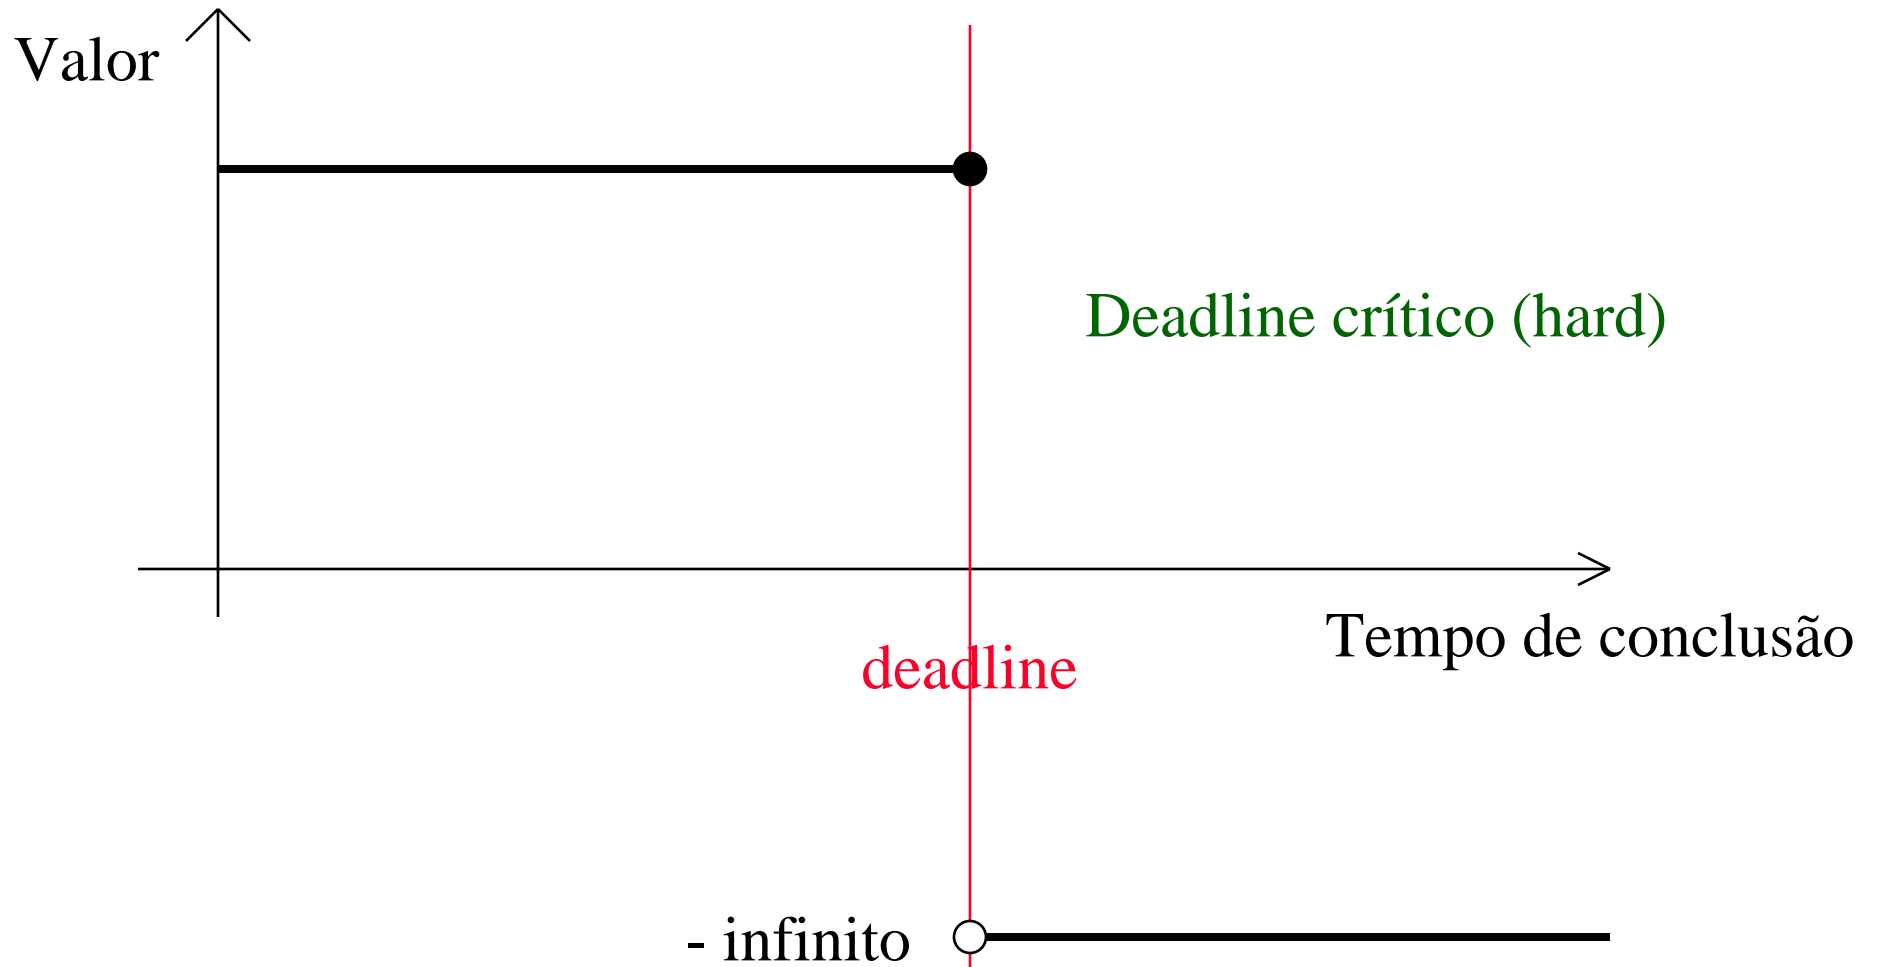 Valor
Deadline crítico (hard)
Tempo de conclusão
deadline
- infinito